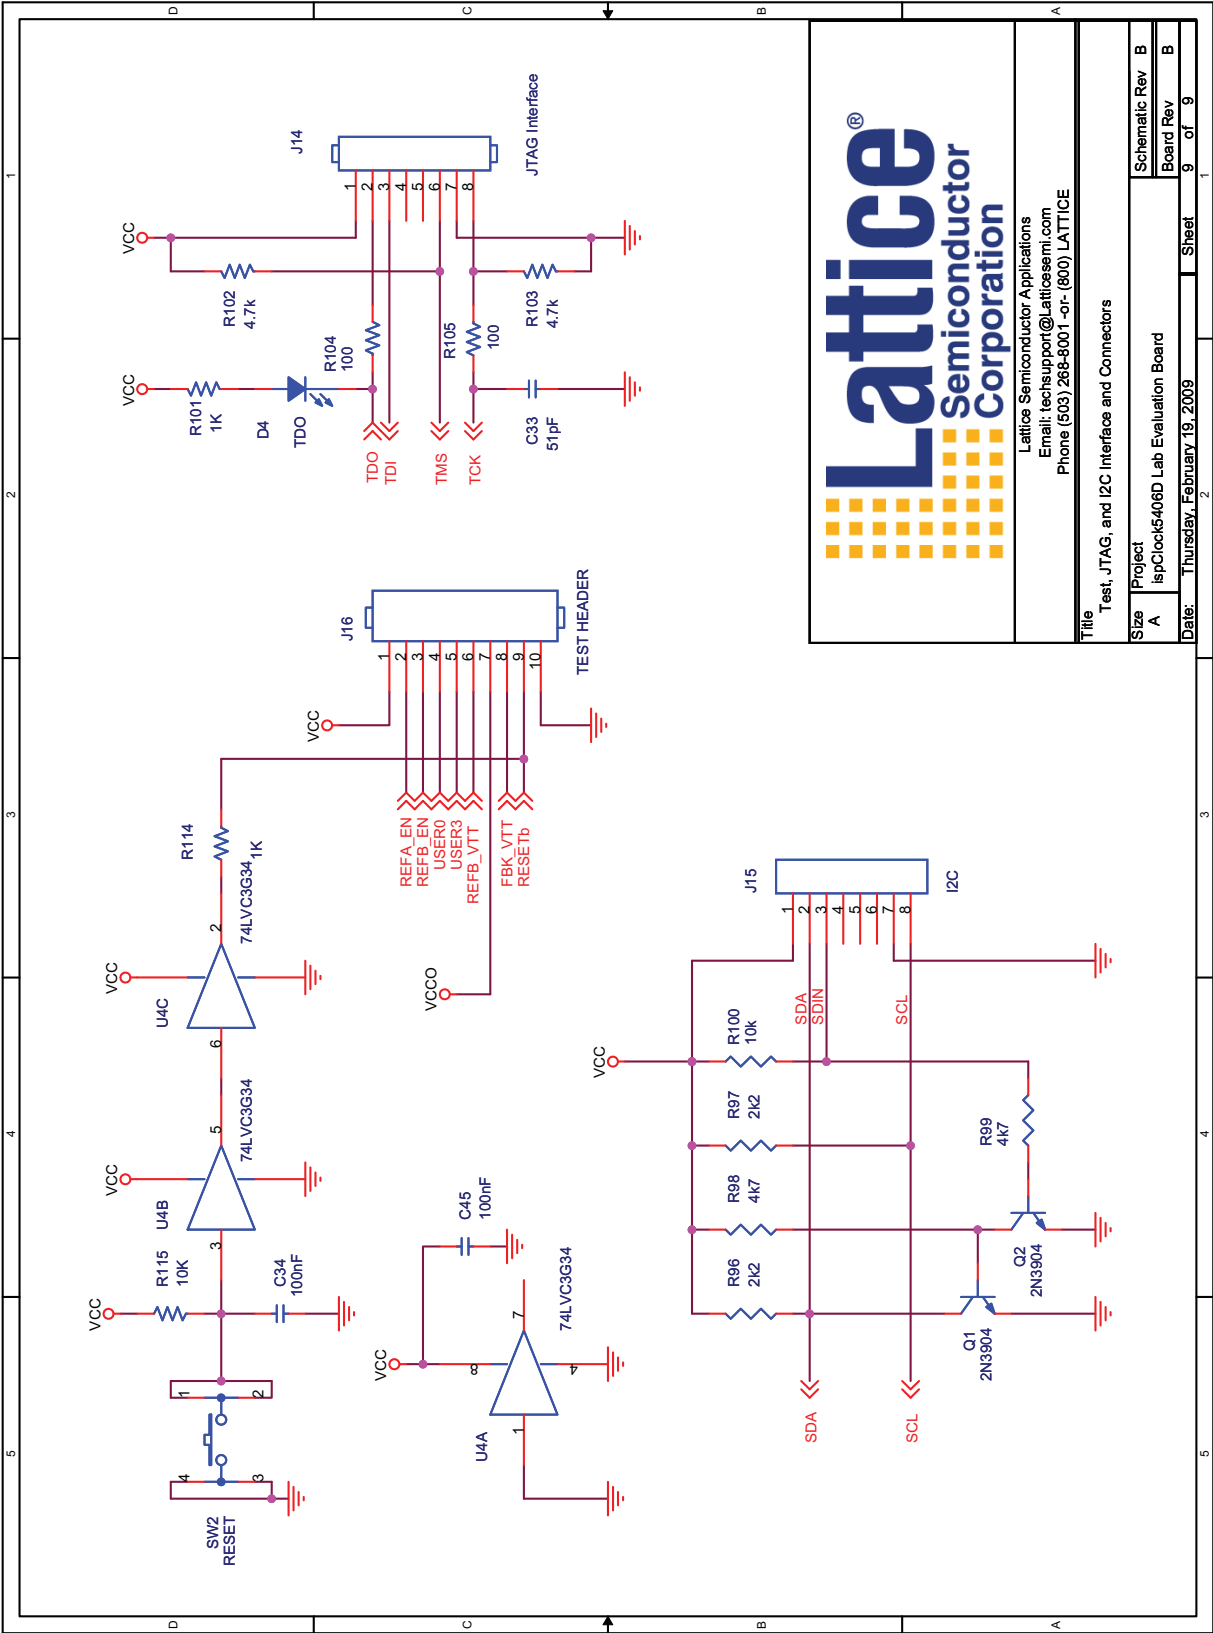 5
4
3
2
1
D
C
B
A
SW2
RESET
4
3
1
2
VCC
R115
10K
C34
100nF
3
U4B
VCC
5
74LVC3G34
6
U4C
VCC
2
74LVC3G34
R114
1K
U4A
1
VCC
8
4
7
74LVC3G34
C45
100nF
VCCO
VCC
J16
REFA_EN
REFB_EN
USER0
USER3
REFB_VTT
FBK_VTT
RESETb
1
2
3
4
5
6
7
8
9
10
TEST HEADER
VCC
R101
1K
D4
TDO
VCC
R102
4.7k
R104
100
TDO
TDI
TMS
TCK
R105
100
C33
51pF
R103
4.7k
J14
1
2
3
4
5
6
7
8
JTAG Interface
VCC
R96
2k2
R98
4k7
R97
2k2
R100
10k
SDA
SDIN
SCL
J15
1
2
3
4
5
6
7
8
I2C
SDA
SCL
Q1
2N3904
Q2
2N3904
R99
4k7
Lattice®
Semiconductor
Corporation
Lattice Semiconductor Applications
Email: techsupport@Latticesemi.com
Phone (503) 268-8001 -or- (800) LATTICE
Title
Test, JTAG, and I2C Interface and Connectors
Size
A
Project
ispClock5406D Lab Evaluation Board
Schematic Rev B
Board Rev B
Date: Thursday, February 19, 2009
Sheet 9 of 9
5
4
3
2
1
D
C
B
A